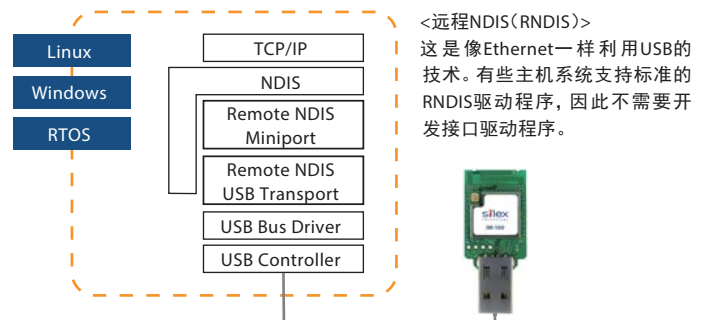 Linux
Windows
RTOS
TCP/IP
NDIS
Remote NDIS
Miniport
Remote NDIS
USB Transport
USB Bus Driver
USB Controller
<远程NDIS（RNDIS）>
这是像Ethernet一样利用USB的
技术。有些主机系统支持标准的
RNDIS驱动程序，因此不需要开
发接口驱动程序。
silex